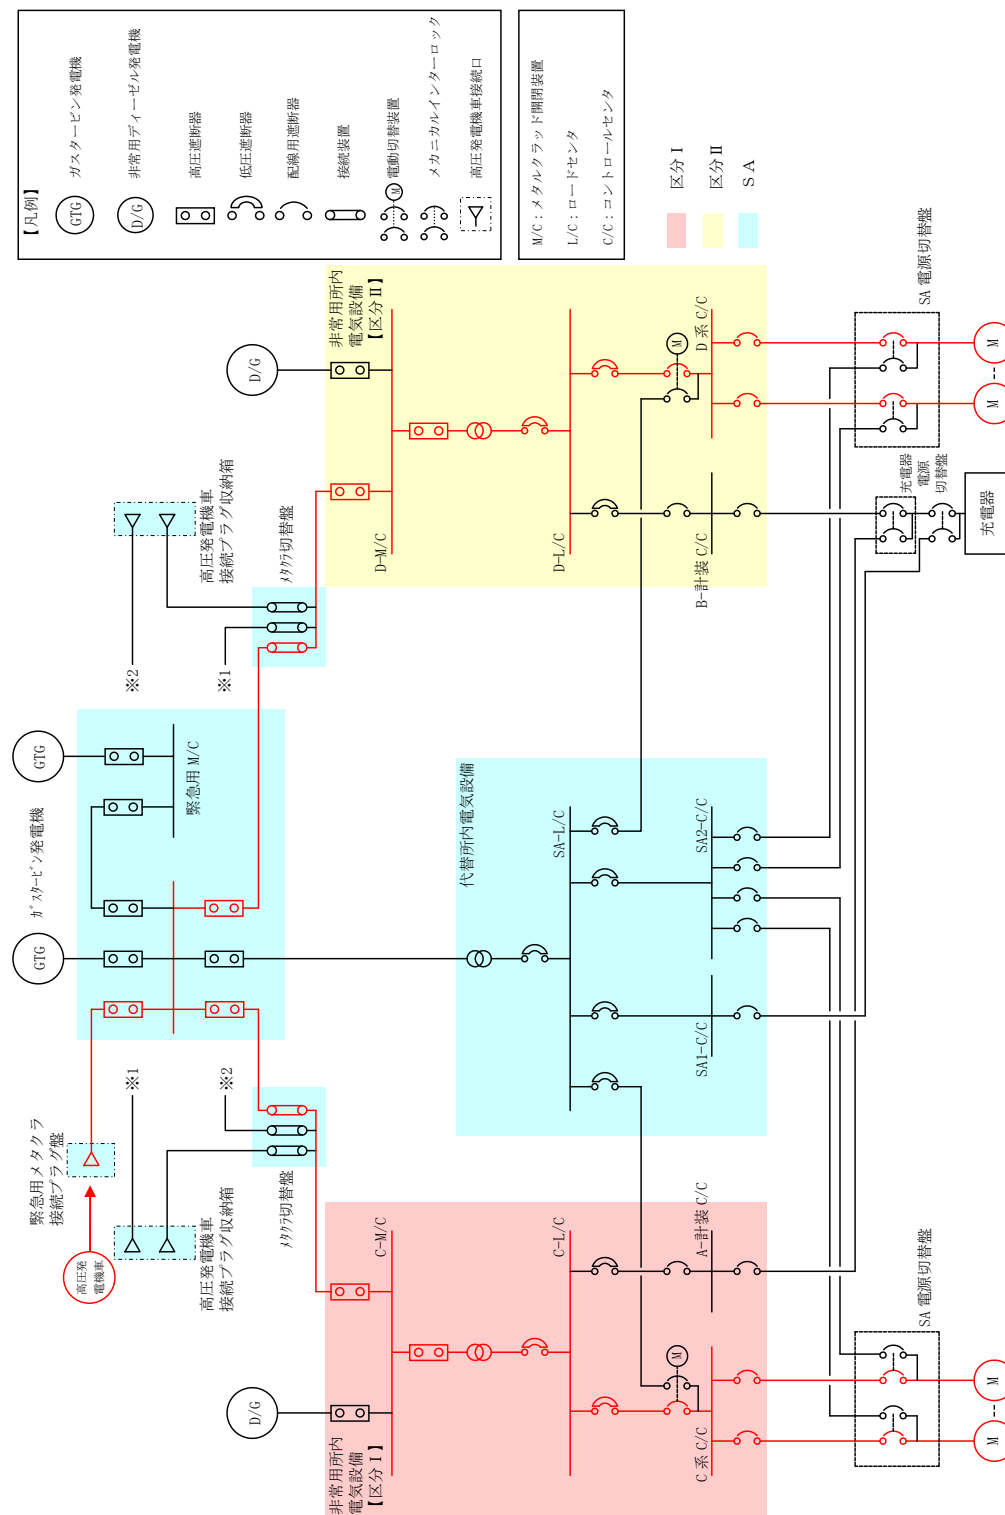 【凡例】
GTG
ガスタービン発電機
D/G
非常用ディーゼル発電機
高圧遮断器
低圧遮断器
配線用遮断器
接続装置
M
電動切替装置
メカニカルインターロック
高圧発電機車接続口
M/C：メタルクラッド開閉装置
L/C：ロードセンタ
C/C：コントロールセンタ
区分Ⅰ
区分Ⅱ
ＳＡ
高圧発
電機車
緊急用メタクラ
接続プラグ盤
ｶﾞｽﾀｰﾋﾞﾝ発電機
GTG
GTG
緊急用 M/C
※1
※2
※2
※1
高圧発電機車
接続プラグ収納箱
高圧発電機車
接続プラグ収納箱
ﾒﾀｸﾗ切替盤
ﾒﾀｸﾗ切替盤
D/G
D/G
非常用所内
電気設備
【区分Ⅰ】
非常用所内
電気設備
【区分Ⅱ】
C-M/C
D-M/C
代替所内電気設備
C-L/C
SA-L/C
D-L/C
M
M
C 系 C/C
A-計装 C/C
SA1-C/C
SA2-C/C
B-計装 C/C
D 系 C/C
SA 電源切替盤
充電器
電源
切替盤
SA 電源切替盤
M
M
充電器
M
M